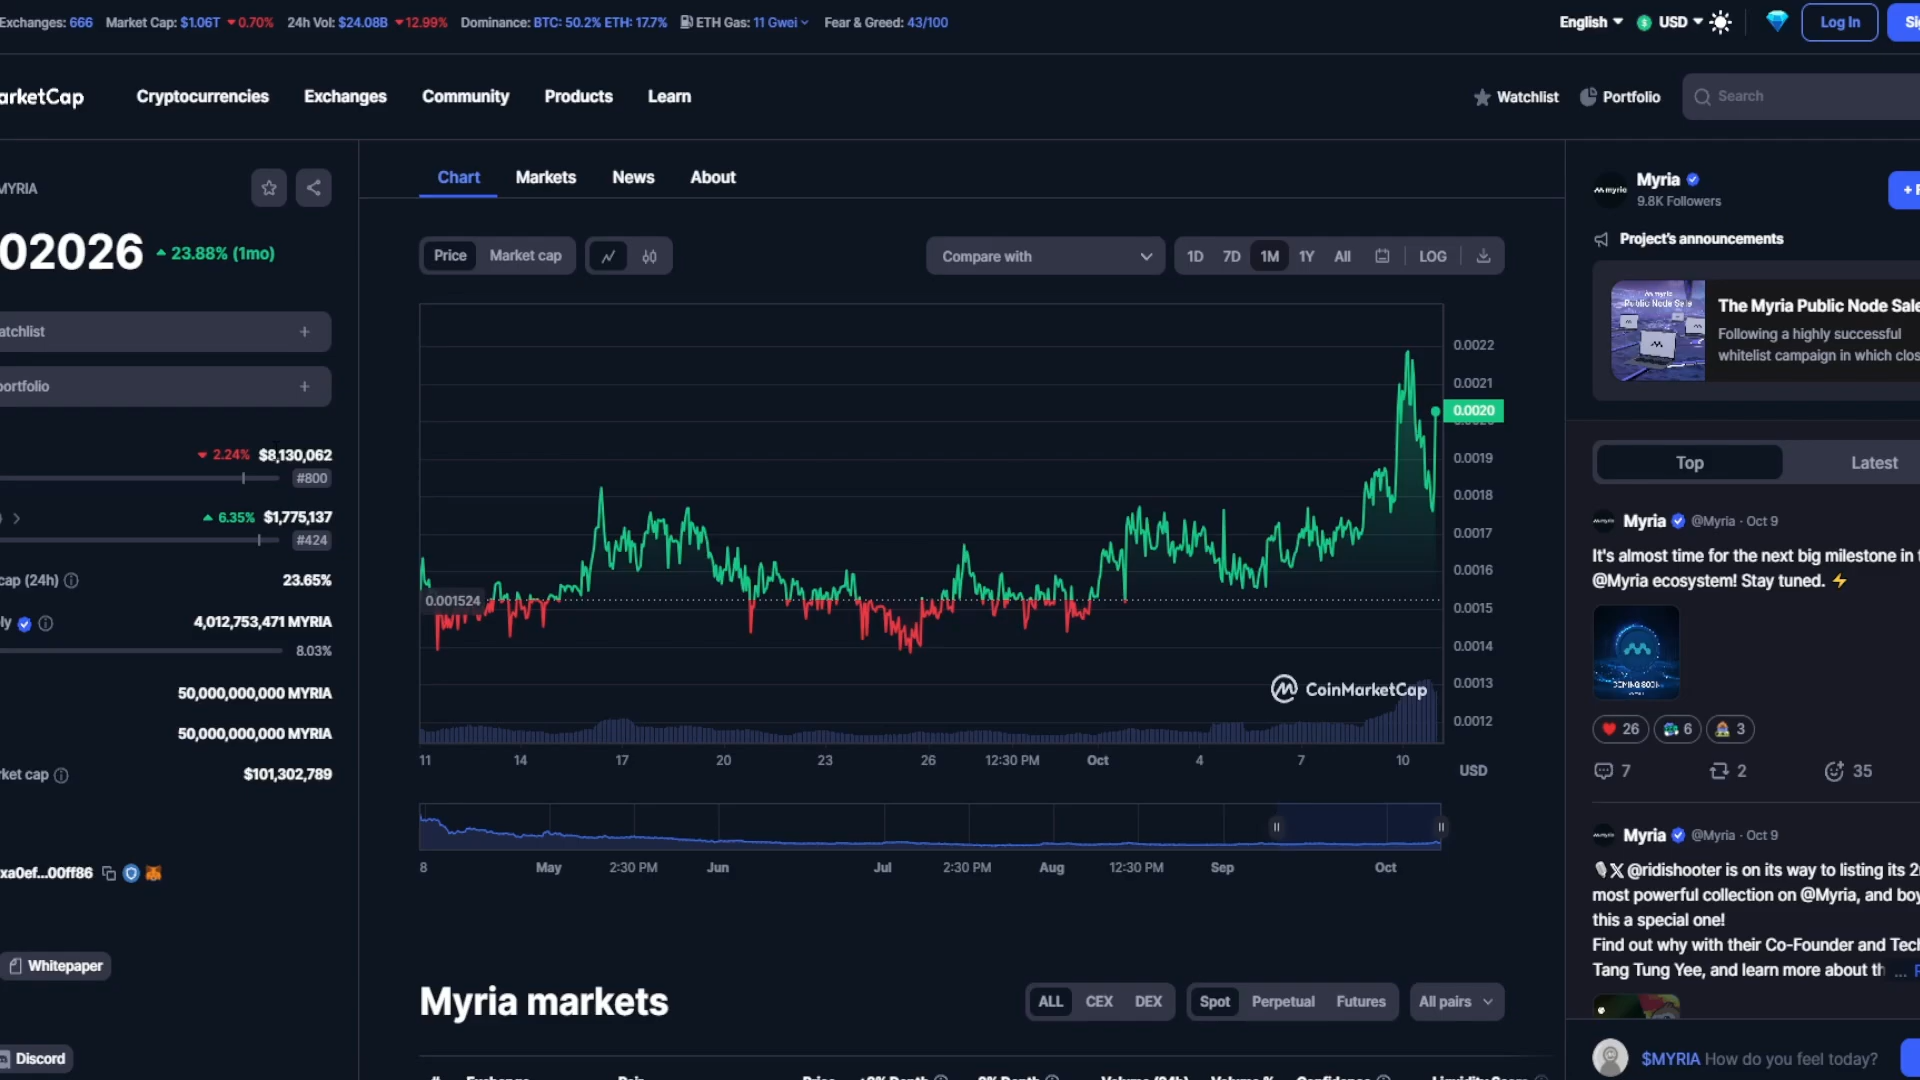 Exchanges: 666 Market Cap: $1.06T 0.70% 24h Vol: $24.08B 12.99% Dominance: BTC: 50.2% ETH: 17.7% ETH Gas: 11 Gwei Fear & Greed: 43/100
English USD Log In
arketCap Cryptocurrencies Exchanges Community Products Learn
Watchlist Portfolio Search
MYRIA
02026 23.88% (1mo)
atchlist +
portfolio +
2.24% $8,130,062
#800
6.35% $1,775,137
#424
cap (24h) 23.65%
ly 4,012,753,471 MYRIA
8.03%
50,000,000,000 MYRIA
50,000,000,000 MYRIA
ket cap $101,302,789
xa0ef...00ff86
Whitepaper
Discord
Chart Markets News About
Price Market cap
Compare with
1D 7D 1M 1Y All LOG
0.0022
0.0021
0.0020
0.0019
0.0018
0.0017
0.0016
0.001524
0.0015
0.0014
0.0013
0.0012
CoinMarketCap
11 14 17 20 23 26 12:30 PM Oct 4 7 10
USD
8 May 2:30 PM Jun Jul 2:30 PM Aug 12:30 PM Sep Oct
Myria markets
ALL CEX DEX
Spot Perpetual Futures
All pairs
Myria
9.8K Followers
Project's announcements
myria
Public Node Sale
The Myria Public Node Sale
Following a highly successful
whitelist campaign in which clos
Top Latest
Myria @Myria · Oct 9
It's almost time for the next big milestone in
@Myria ecosystem! Stay tuned. ⚡
COMING SOON
26 6 3
7 2 35
Myria @Myria · Oct 9
@ridishooter is on its way to listing its 2
most powerful collection on @Myria, and boy
this a special one!
Find out why with their Co-Founder and Tec
Tang Tung Yee, and learn more about th ...
$MYRIA How do you feel today?